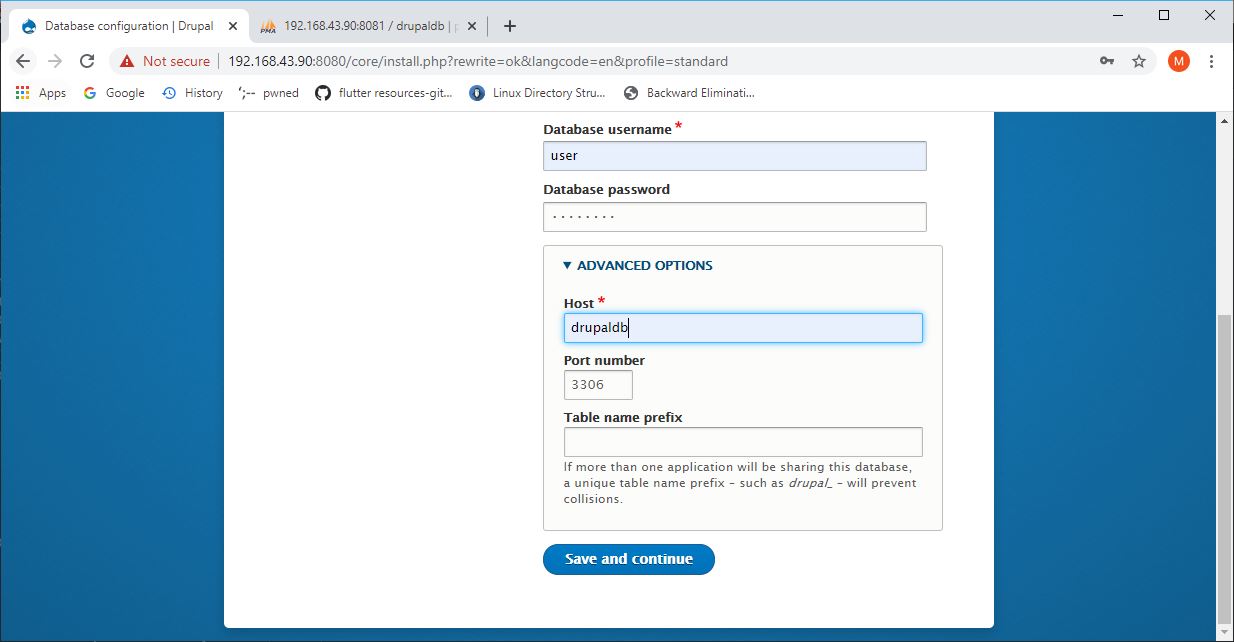 Database configuration | Drupal
PMA
192.168.43.90:8081 / drupaldb | p
Not secure
192.168.43.90:8080/core/install.php?rewrite=ok&langcode=en&profile=standard
M
Apps
Google
History
';-- pwned
flutter resources-git...
Linux Directory Stru...
Backward Eliminati...
Database username *
user
Database password
········
ADVANCED OPTIONS
Host *
drupaldb
Port number
3306
Table name prefix
If more than one application will be sharing this database,
a unique table name prefix – such as drupal_ – will prevent
collisions.
Save and continue